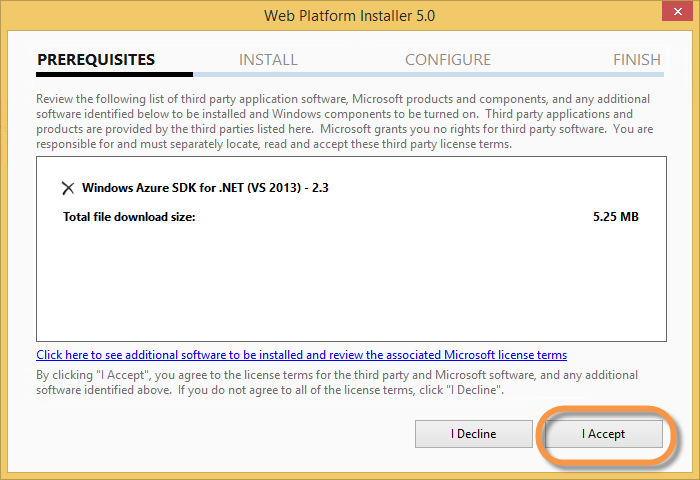 Web Platform Installer 5.0
PREREQUISITES INSTALL CONFIGURE FINISH
Review the following list of third party application software, Microsoft products and components, and any additional
software identified below to be installed and Windows components to be turned on. Third party applications and
products are provided by the third parties listed here. Microsoft grants you no rights for third party software. You are
responsible for and must separately locate, read and accept these third party license terms.
Windows Azure SDK for .NET (VS 2013) - 2.3
Total file download size: 5.25 MB
Click here to see additional software to be installed and review the associated Microsoft license terms
By clicking "I Accept", you agree to the license terms for the third party and Microsoft software, and any additional
software identified above. If you do not agree to all of the license terms, click "I Decline".
I Decline I Accept